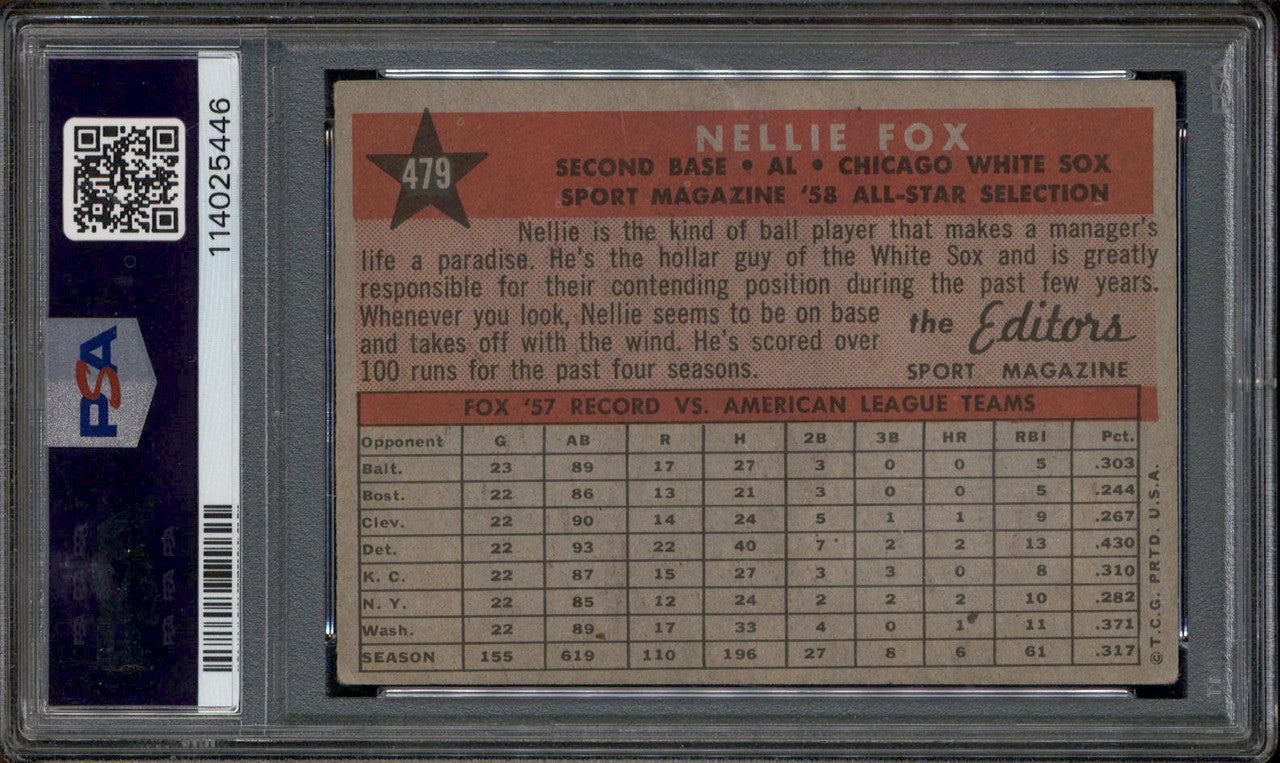 114025446
PSA
479
NELLIE FOX
SECOND BASE • AL • CHICAGO WHITE SOX
SPORT MAGAZINE '58 ALL-STAR SELECTION
Nellie is the kind of ball player that makes a manager's
life a paradise. He's the hollar guy of the White Sox and is greatly
responsible for their contending position during the past few years.
Whenever you look, Nellie seems to be on base
and takes off with the wind. He's scored over
100 runs for the past four seasons.
the Editors
SPORT MAGAZINE
FOX '57 RECORD VS. AMERICAN LEAGUE TEAMS
Opponent G AB R H 2B 3B HR RBI Pct.
Balt. 23 89 17 27 3 0 0 5 .303
Bost. 22 86 13 21 3 0 0 5 .244
Clev. 22 90 14 24 5 1 1 9 .267
Det. 22 93 22 40 7 2 2 13 .430
K. C. 22 87 15 27 3 3 0 8 .310
N. Y. 22 85 12 24 2 2 2 10 .282
Wash. 22 89 17 33 4 0 1 11 .371
SEASON 155 619 110 196 27 8 6 61 .317
© T.C.G. PRTD. U.S.A.